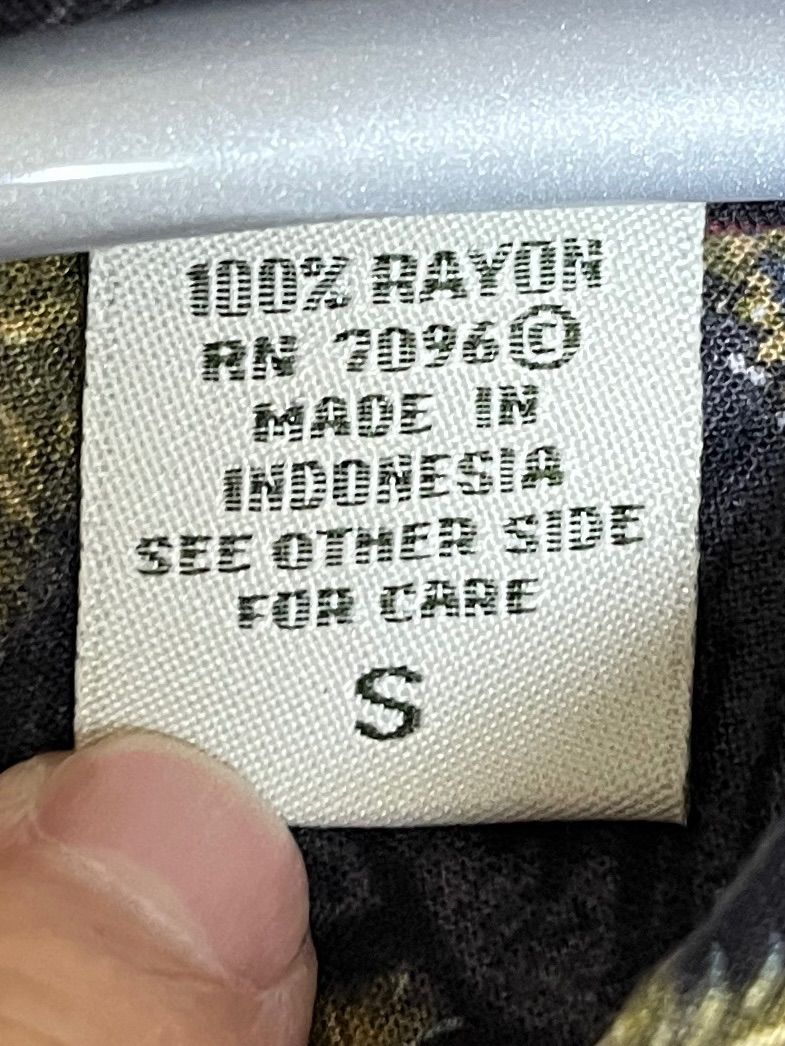 100% RAYON
RN 7096©
MADE IN
INDONESIA
SEE OTHER SIDE
FOR CARE
S